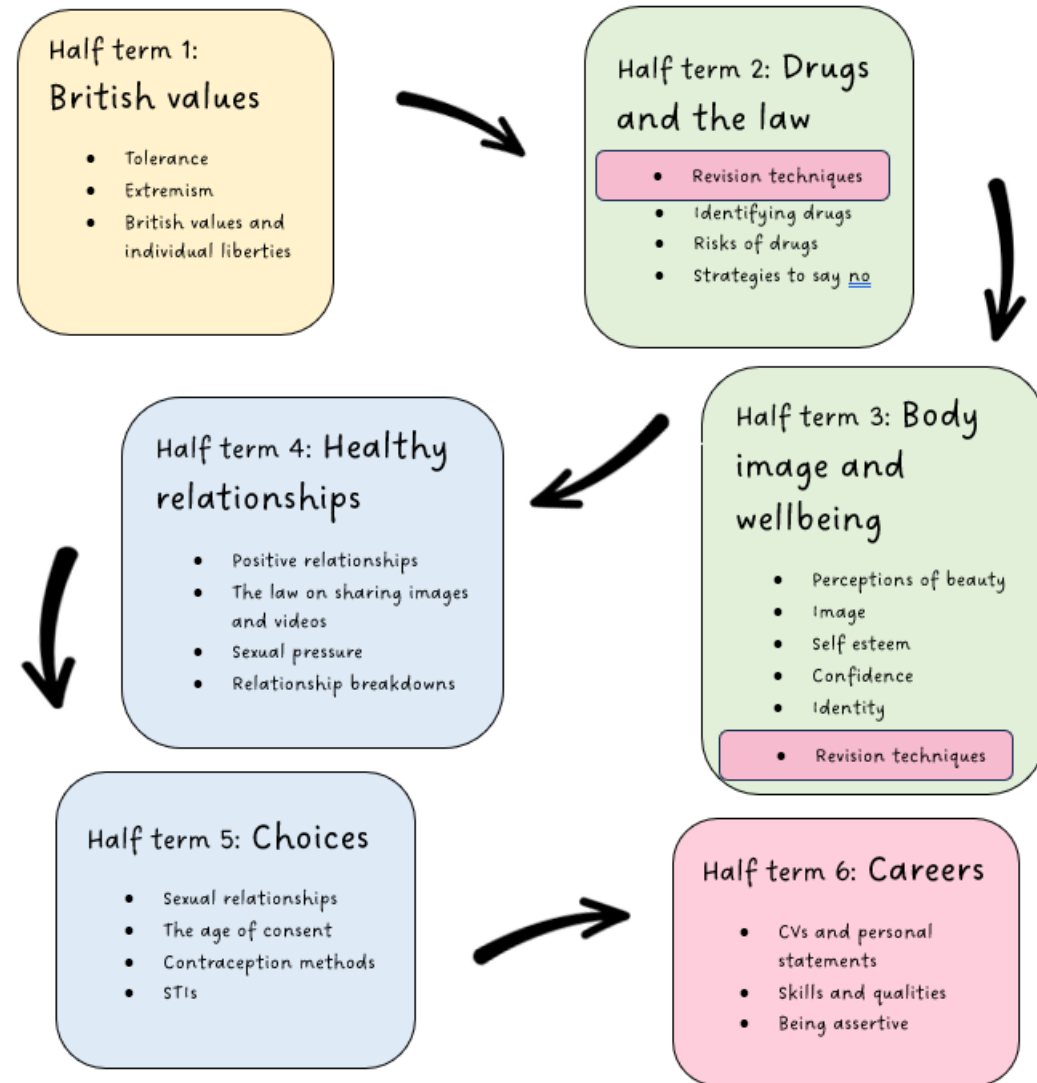 Half term 1:
British values
• Tolerance
• Extremism
• British values and
individual liberties
Half term 2: Drugs
and the law
• Revision techniques
• Identifying drugs
• Risks of drugs
• Strategies to say no
Half term 3: Body
image and
wellbeing
• Perceptions of beauty
• Image
• Self esteem
• Confidence
• Identity
• Revision techniques
Half term 4: Healthy
relationships
• Positive relationships
• The law on sharing images
and videos
• Sexual pressure
• Relationship breakdowns
Half term 5: Choices
• Sexual relationships
• The age of consent
• Contraception methods
• STIs
Half term 6: Careers
• CVs and personal
statements
• Skills and qualities
• Being assertive